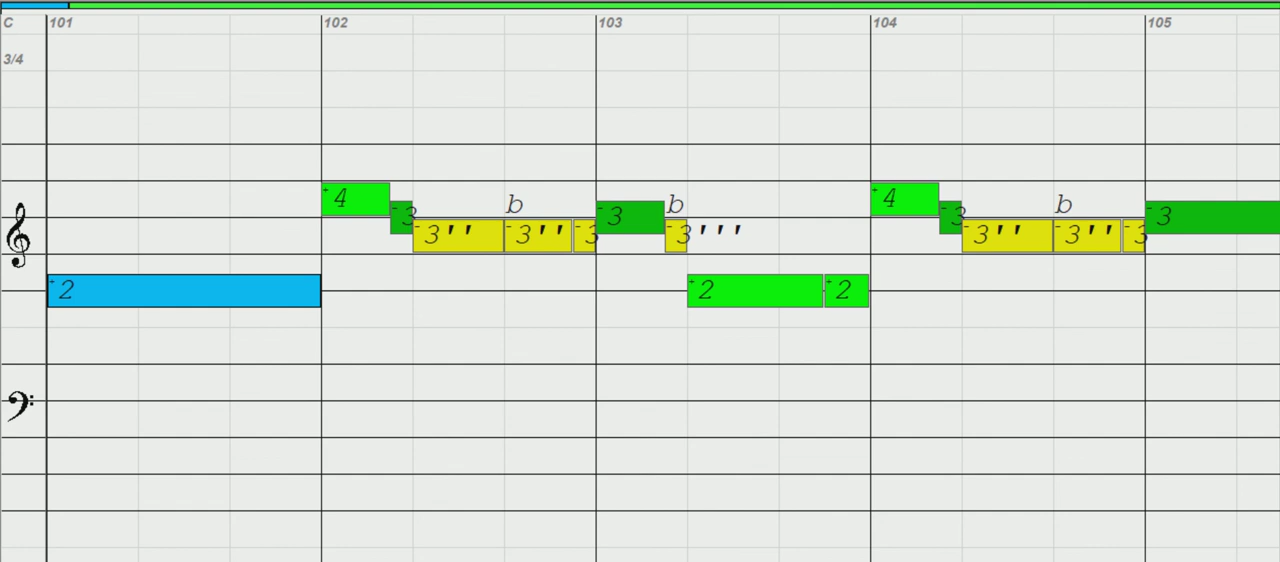 C 101 102 103 104 105
3/4
+4 +4
b b b
-3 -3 -3 -3
-3'' -3'' -3 -3''' -3'' -3'' -3
+2 +2 +2